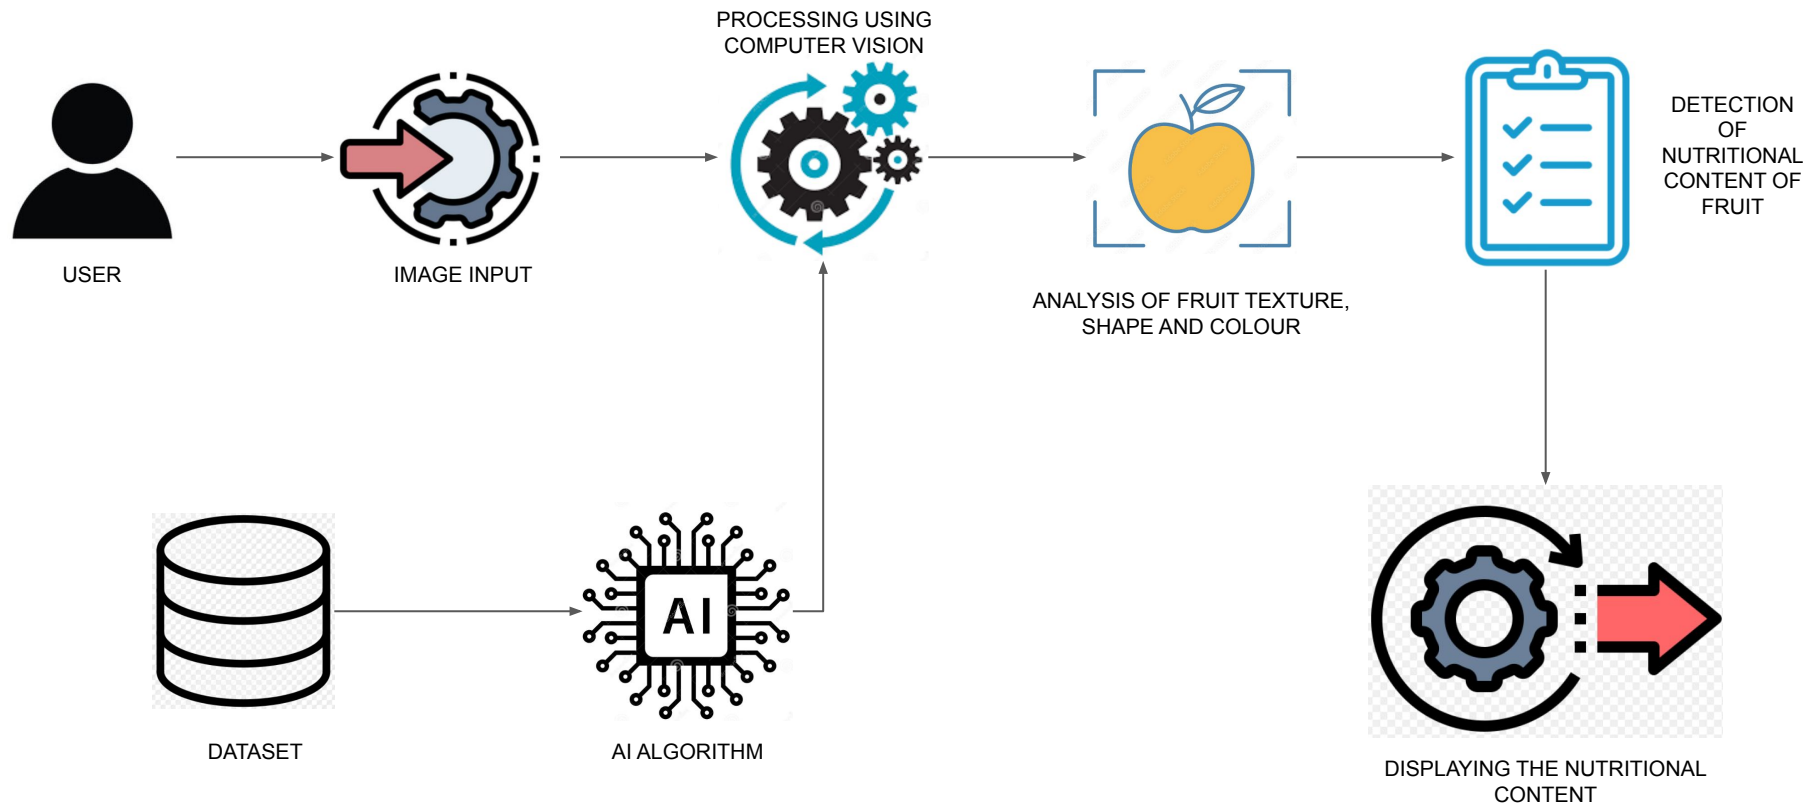 PROCESSING USING
COMPUTER VISION
USER
IMAGE INPUT
ANALYSIS OF FRUIT TEXTURE,
SHAPE AND COLOUR
DETECTION
OF
NUTRITIONAL
CONTENT OF
FRUIT
DATASET
AI
AI ALGORITHM
DISPLAYING THE NUTRITIONAL
CONTENT